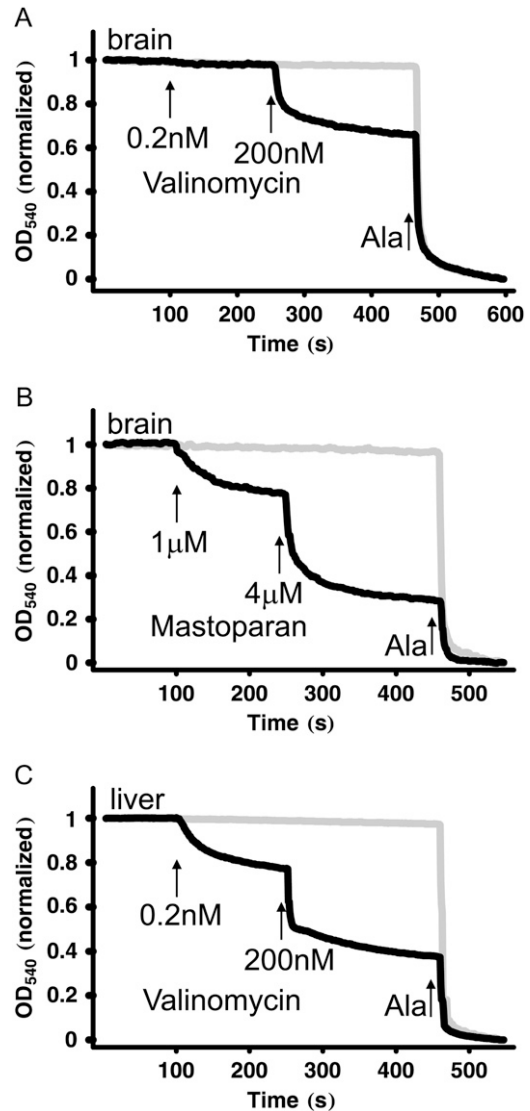 A
brain
1
0.8
0.6
0.4
0.2
0
OD540 (normalized)
0.2nM
200nM
Valinomycin
Ala
0
100
200
300
400
500
600
Time (s)
B
brain
1
0.8
0.6
0.4
0.2
0
OD540 (normalized)
1μM
4μM
Mastoparan
Ala
100
200
300
400
500
Time (s)
C
liver
1
0.8
0.6
0.4
0.2
0
OD540 (normalized)
0.2nM
200nM
Valinomycin
Ala
100
200
300
400
500
Time (s)